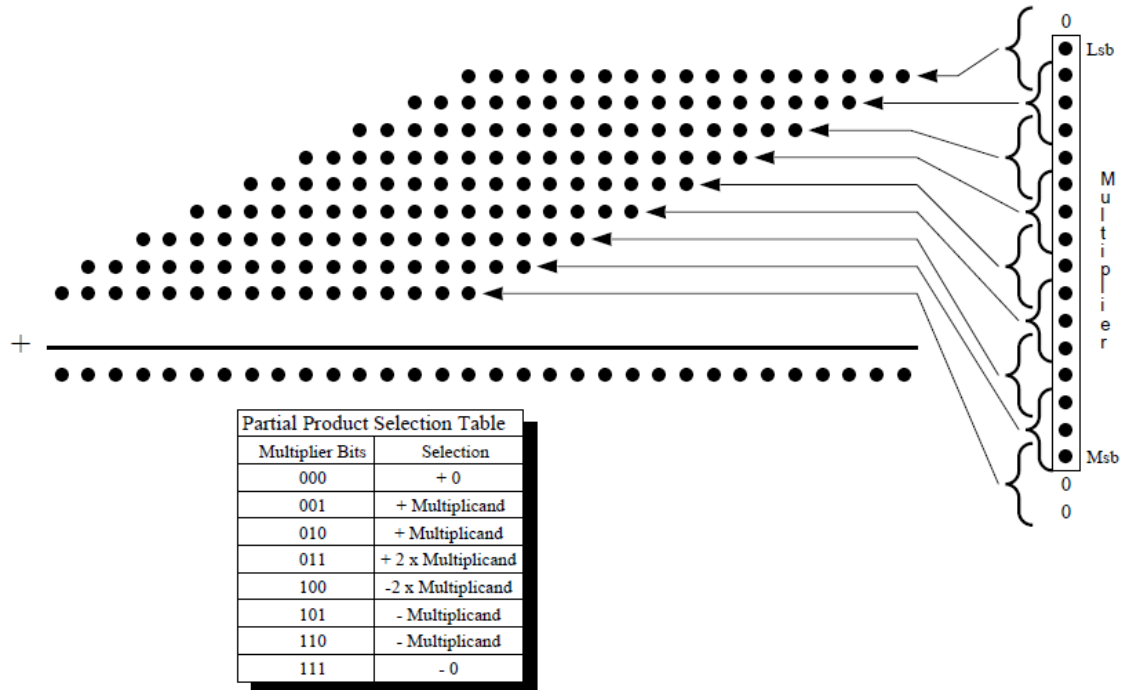 0
Lsb
Multiplier
Msb
0
0
+
Partial Product Selection Table
Multiplier Bits Selection
000 + 0
001 + Multiplicand
010 + Multiplicand
011 + 2 x Multiplicand
100 -2 x Multiplicand
101 - Multiplicand
110 - Multiplicand
111 - 0